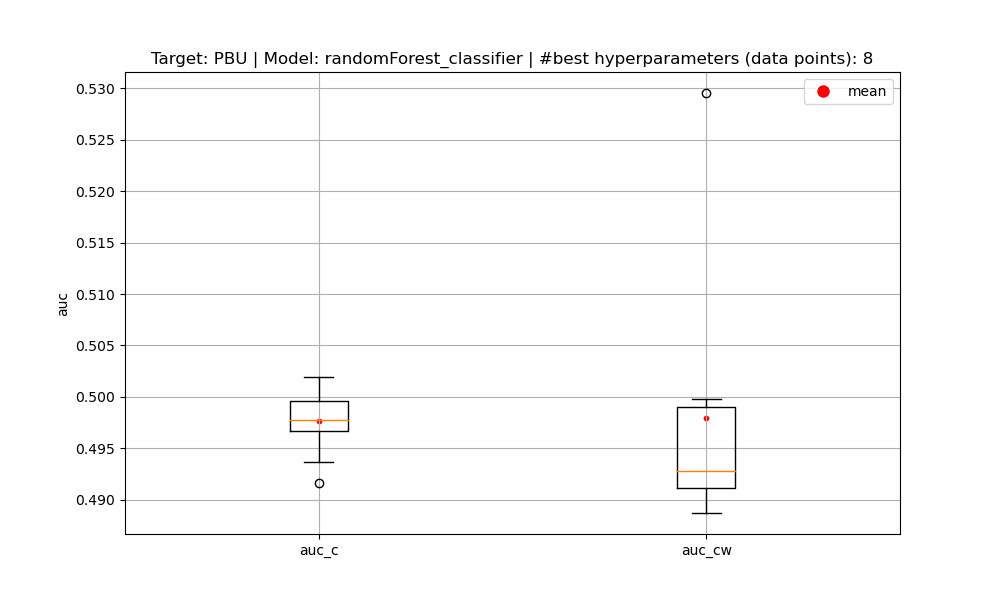 Target: PBU | Model: randomForest_classifier | #best hyperparameters (data points): 8
mean
0.530
0.525
0.520
0.515
0.510
0.505
0.500
0.495
0.490
auc
auc_c
auc_cw